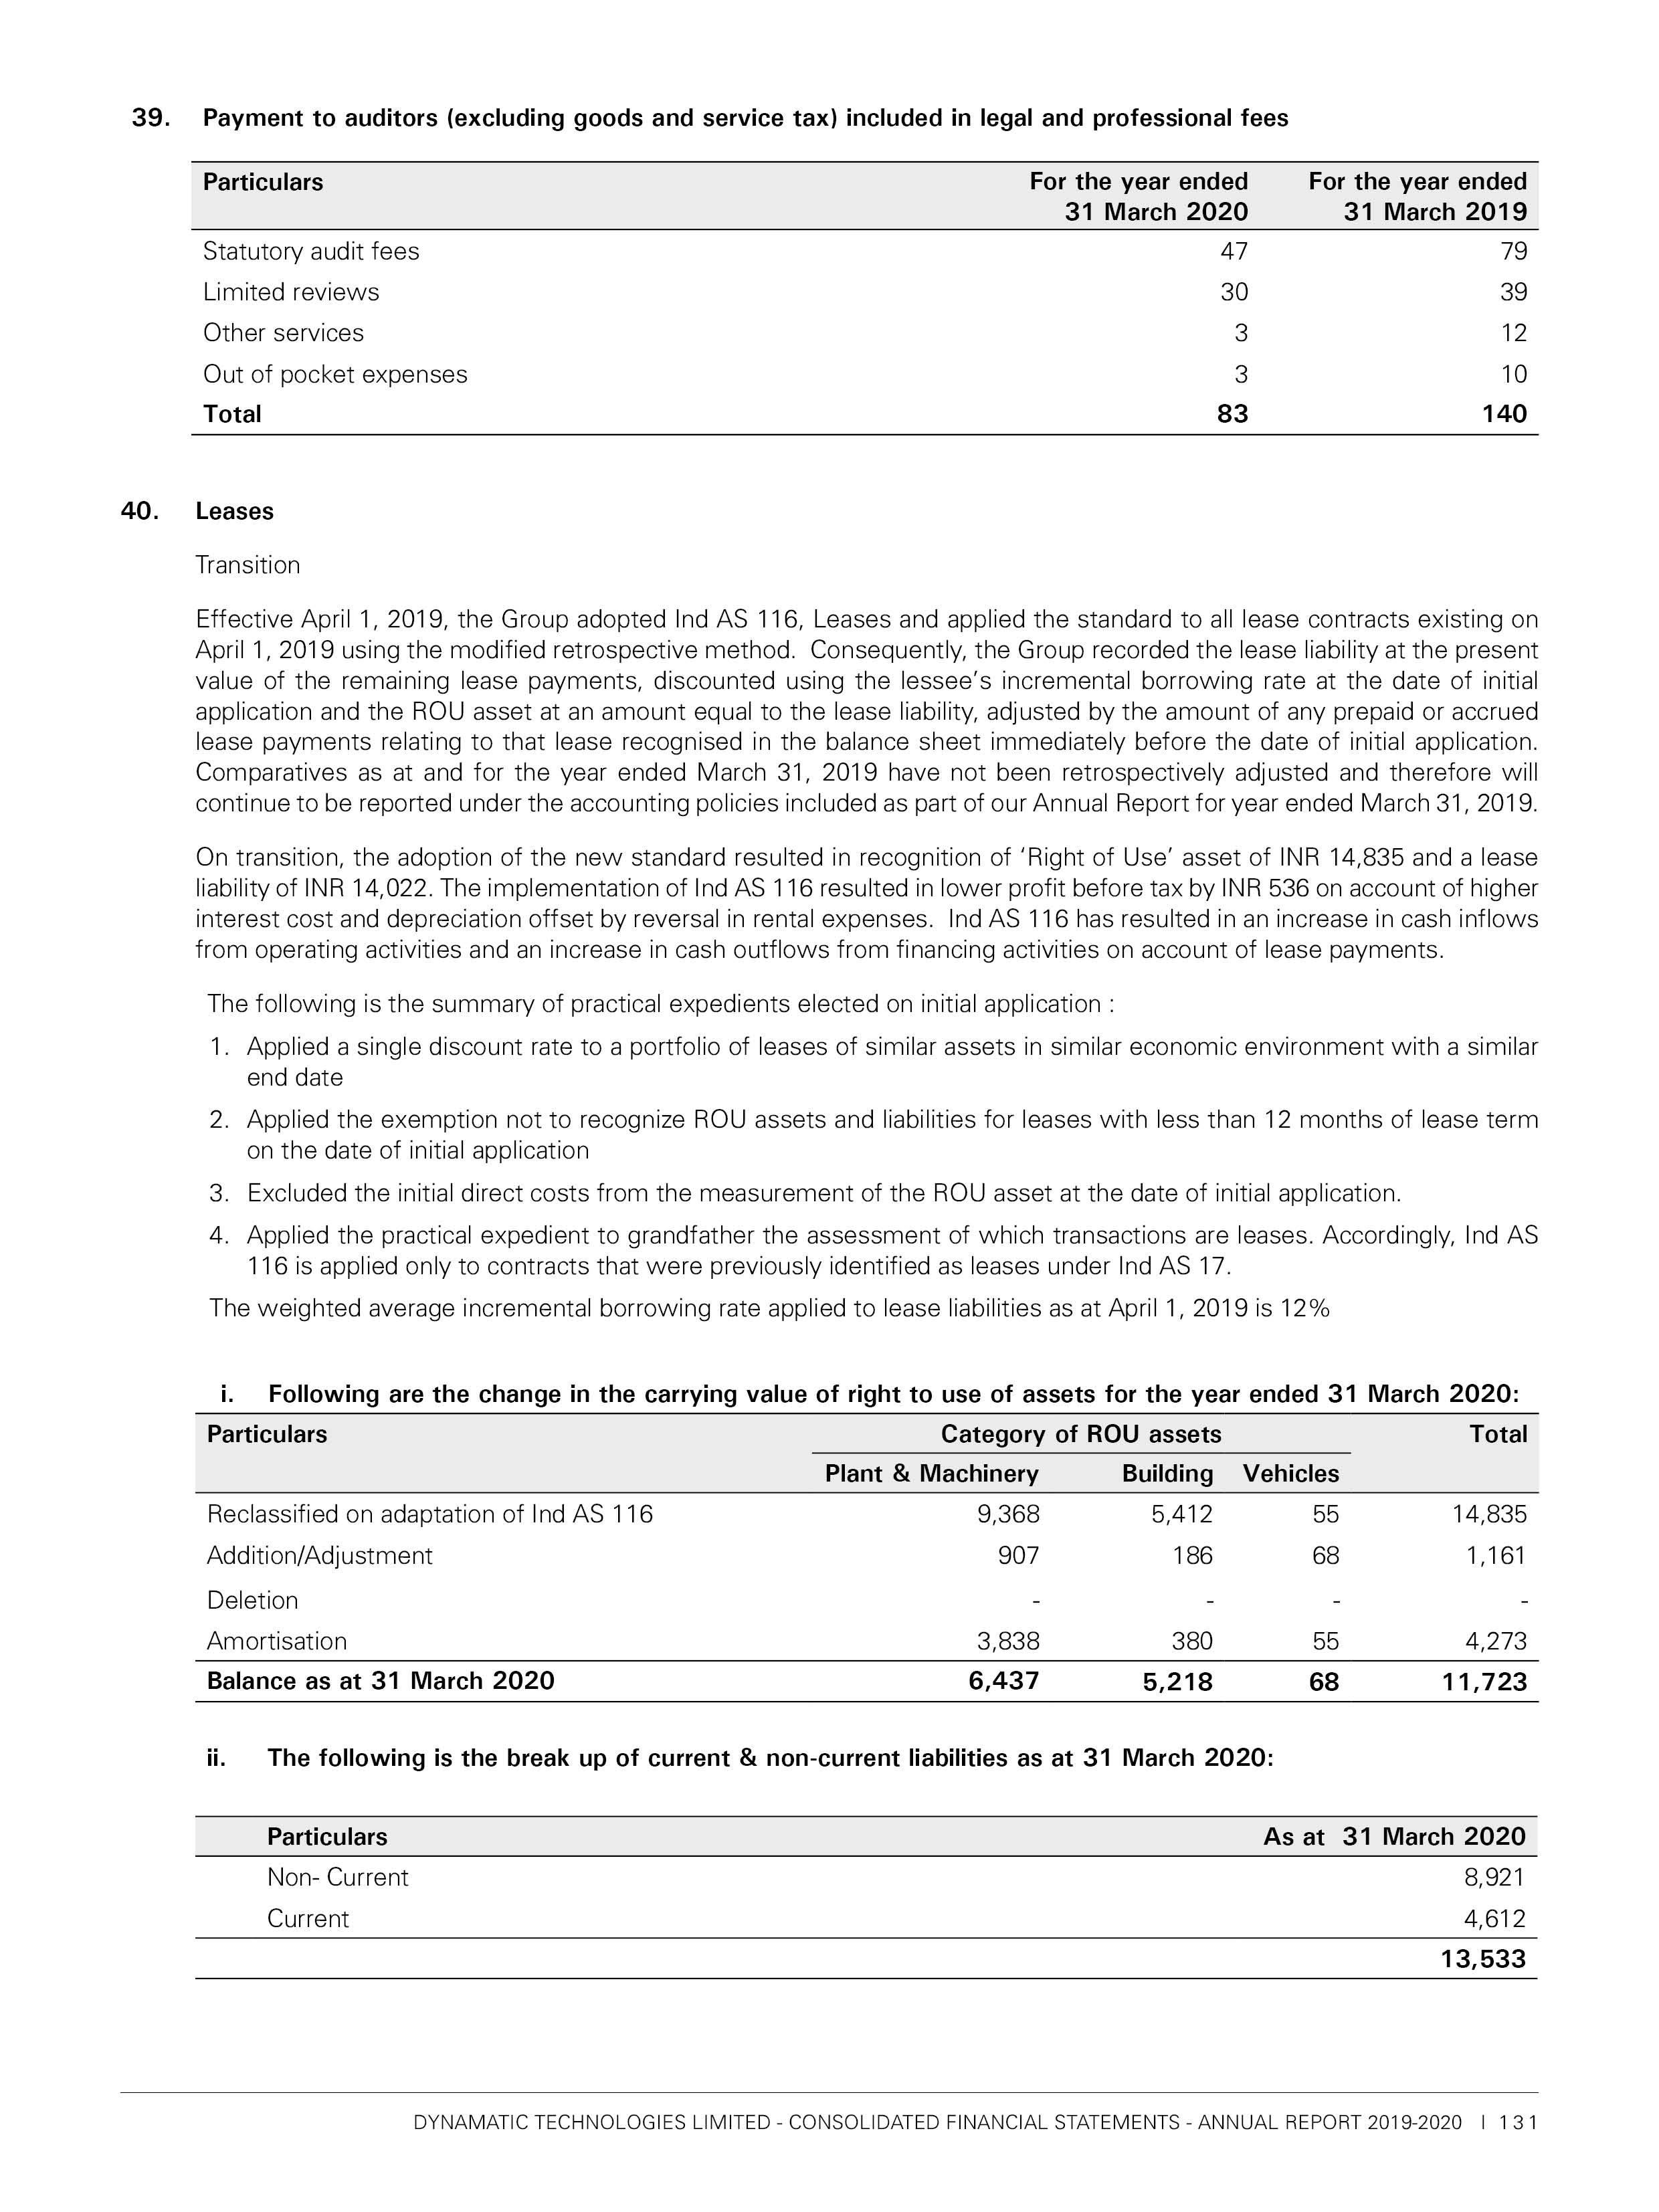 39. Payment to auditors (excluding goods and service tax) included in legal and professional fees
Particulars For the year ended 31 March 2020 For the year ended 31 March 2019
Statutory audit fees 47 79
Limited reviews 30 39
Other services 3 12
Out of pocket expenses 3 10
Total 83 140
40. Leases
Transition
Effective April 1, 2019, the Group adopted Ind AS 116, Leases and applied the standard to all lease contracts existing on
April 1, 2019 using the modified retrospective method. Consequently, the Group recorded the lease liability at the present
value of the remaining lease payments, discounted using the lessee's incremental borrowing rate at the date of initial
application and the ROU asset at an amount equal to the lease liability, adjusted by the amount of any prepaid or accrued
lease payments relating to that lease recognised in the balance sheet immediately before the date of initial application.
Comparatives as at and for the year ended March 31, 2019 have not been retrospectively adjusted and therefore will
continue to be reported under the accounting policies included as part of our Annual Report for year ended March 31, 2019.
On transition, the adoption of the new standard resulted in recognition of 'Right of Use' asset of INR 14,835 and a lease
liability of INR 14,022. The implementation of Ind AS 116 resulted in lower profit before tax by INR 536 on account of higher
interest cost and depreciation offset by reversal in rental expenses. Ind AS 116 has resulted in an increase in cash inflows
from operating activities and an increase in cash outflows from financing activities on account of lease payments.
The following is the summary of practical expedients elected on initial application :
1. Applied a single discount rate to a portfolio of leases of similar assets in similar economic environment with a similar
end date
2. Applied the exemption not to recognize ROU assets and liabilities for leases with less than 12 months of lease term
on the date of initial application
3. Excluded the initial direct costs from the measurement of the ROU asset at the date of initial application.
4. Applied the practical expedient to grandfather the assessment of which transactions are leases. Accordingly, Ind AS
116 is applied only to contracts that were previously identified as leases under Ind AS 17.
The weighted average incremental borrowing rate applied to lease liabilities as at April 1, 2019 is 12%
i. Following are the change in the carrying value of right to use of assets for the year ended 31 March 2020:
Particulars Category of ROU assets Total
Plant & Machinery Building Vehicles
Reclassified on adaptation of Ind AS 116 9,368 5,412 55 14,835
Addition/Adjustment 907 186 68 1,161
Deletion - - - -
Amortisation 3,838 380 55 4,273
Balance as at 31 March 2020 6,437 5,218 68 11,723
ii. The following is the break up of current & non-current liabilities as at 31 March 2020:
Particulars As at 31 March 2020
Non- Current 8,921
Current 4,612
13,533
DYNAMATIC TECHNOLOGIES LIMITED - CONSOLIDATED FINANCIAL STATEMENTS - ANNUAL REPORT 2019-2020 I 131